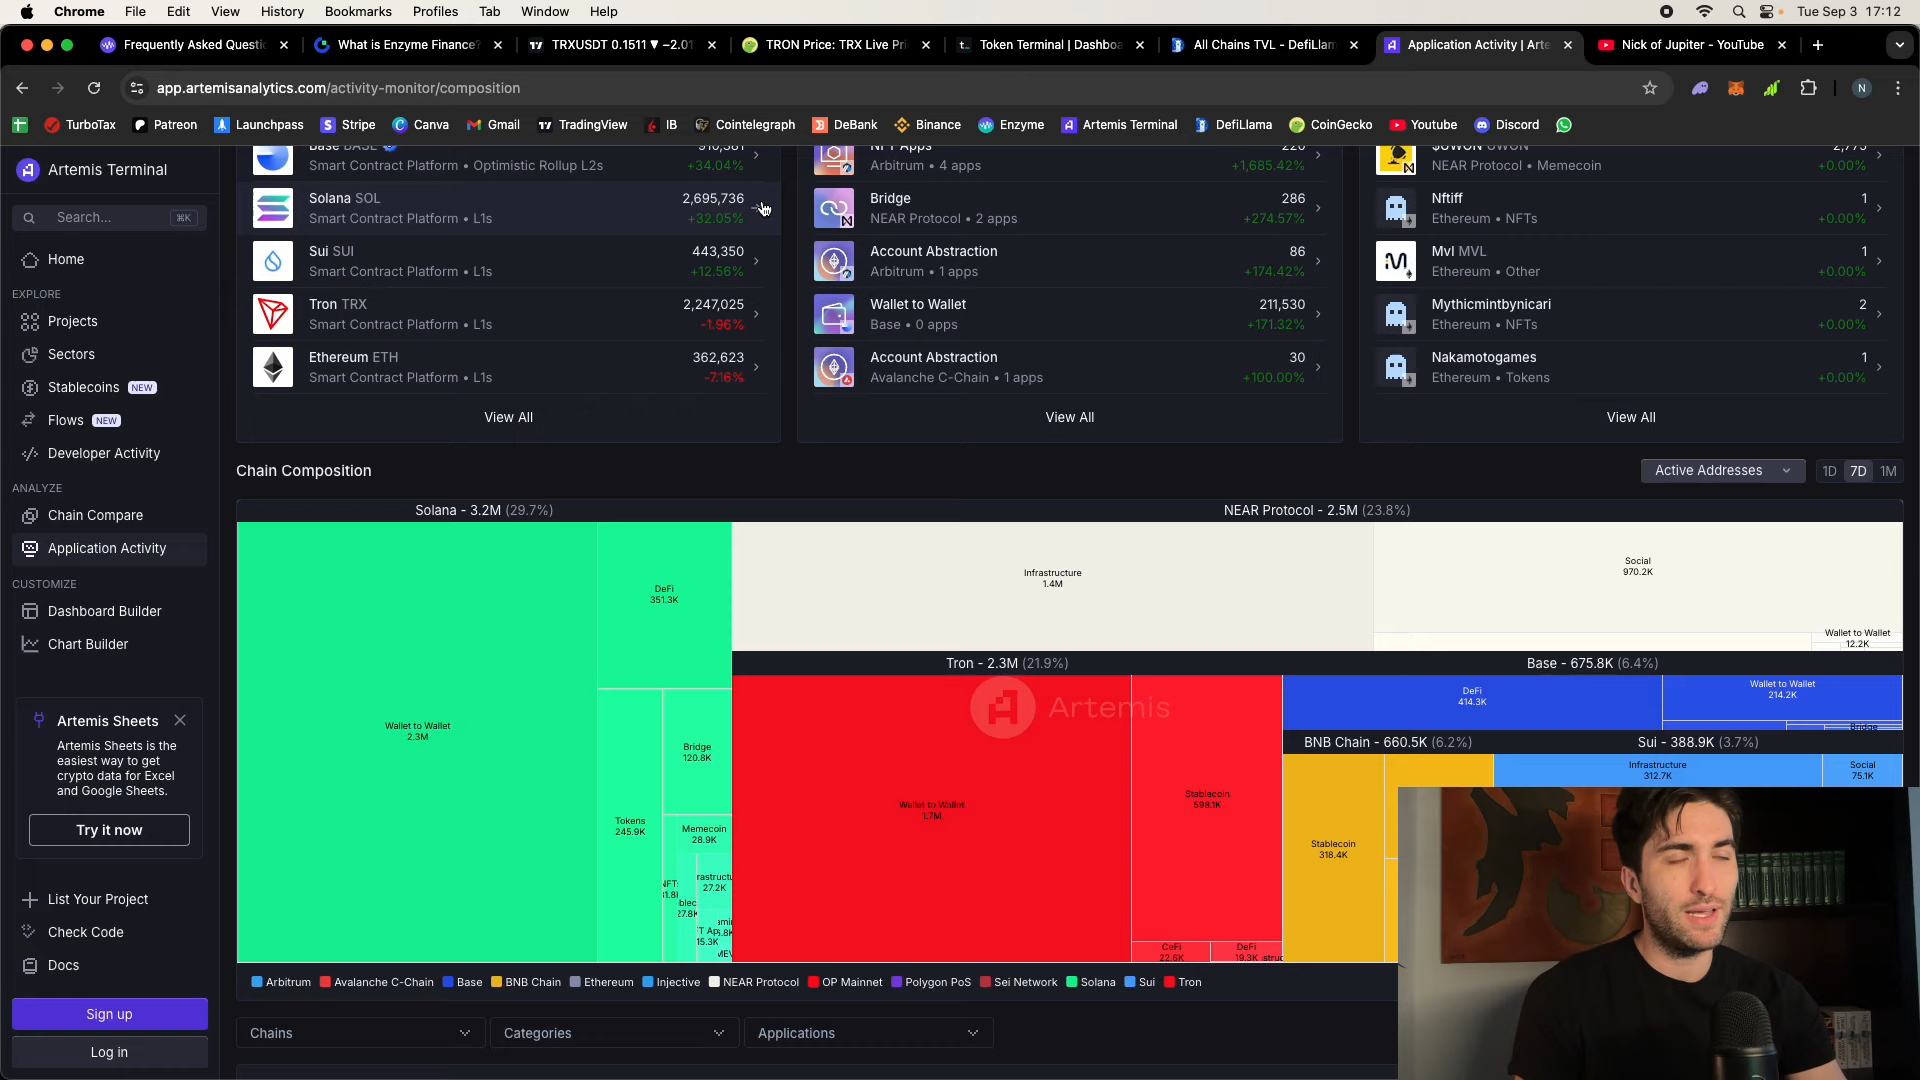 Chrome File Edit View History Bookmarks Profiles Tab Window Help Tue Sep 3 17:12
Frequently Asked Questic What is Enzyme Finance? TRXUSDT 0.1511 ▼ −2.01 TRON Price: TRX Live Pri Token Terminal | Dashboa All Chains TVL - DefiLlam Application Activity | Arte Nick of Jupiter - YouTube
app.artemisanalytics.com/activity-monitor/composition N
TurboTax Patreon Launchpass Stripe Canva Gmail TradingView IB Cointelegraph DeBank Binance Enzyme Artemis Terminal DefiLlama CoinGecko Youtube Discord
Artemis Terminal
Search... ⌘K
Home
EXPLORE
Projects
Sectors
Stablecoins NEW
Flows NEW
Developer Activity
ANALYZE
Chain Compare
Application Activity
CUSTOMIZE
Dashboard Builder
Chart Builder
Artemis Sheets
Artemis Sheets is the
easiest way to get
crypto data for Excel
and Google Sheets.
Try it now
List Your Project
Check Code
Docs
Sign up
Log in
Base BASE 910,381
Smart Contract Platform • Optimistic Rollup L2s +34.04%
Solana SOL 2,695,736
Smart Contract Platform • L1s +32.05%
Sui SUI 443,350
Smart Contract Platform • L1s +12.56%
Tron TRX 2,247,025
Smart Contract Platform • L1s -1.96%
Ethereum ETH 362,623
Smart Contract Platform • L1s -7.16%
View All
NFT Apps 220
Arbitrum • 4 apps +1,685.42%
Bridge 286
NEAR Protocol • 2 apps +274.57%
Account Abstraction 86
Arbitrum • 1 apps +174.42%
Wallet to Wallet 211,530
Base • 0 apps +171.32%
Account Abstraction 30
Avalanche C-Chain • 1 apps +100.00%
View All
2,773
NEAR Protocol • Memecoin +0.00%
Nftiff 1
Ethereum • NFTs +0.00%
Mvl MVL 1
Ethereum • Other +0.00%
Mythicmintbynicari 2
Ethereum • NFTs +0.00%
Nakamotogames 1
Ethereum • Tokens +0.00%
View All
Chain Composition Active Addresses 1D 7D 1M
Solana - 3.2M (29.7%)
Wallet to Wallet
2.3M
DeFi
351.3K
Tokens
245.9K
Bridge
120.8K
Memecoin
28.9K
27.2K
27.8K
15.3K
NEAR Protocol - 2.5M (23.8%)
Infrastructure
1.4M
Social
970.2K
Wallet to Wallet
12.2K
Tron - 2.3M (21.9%)
Artemis
Wallet to Wallet
1.7M
Stablecoin
598.1K
CeFi
22.6K
DeFi
19.3K
Base - 675.8K (6.4%)
DeFi
414.3K
Wallet to Wallet
214.2K
Bridge
BNB Chain - 660.5K (6.2%)
Stablecoin
318.4K
Sui - 388.9K (3.7%)
Infrastructure
312.7K
Social
75.1K
Arbitrum Avalanche C-Chain Base BNB Chain Ethereum Injective NEAR Protocol OP Mainnet Polygon PoS Sei Network Solana Sui Tron
Chains Categories Applications